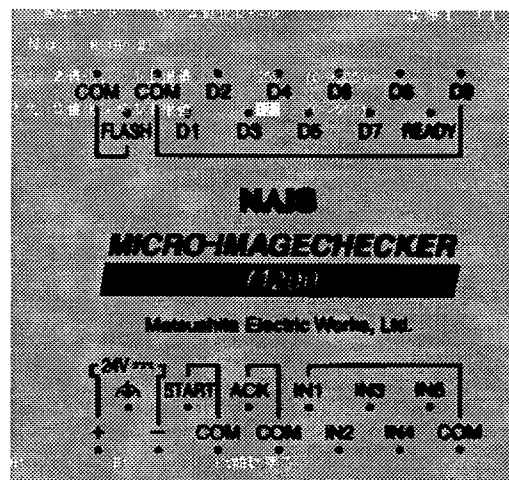 COM COM D2 D4 D6 D8 D9
FLASH D1 D3 D5 D7 READY
NAIS
MICRO-IMAGECHECKER
Matsushita Electric Works, Ltd.
24V
START ACK IN1 IN3 IN5
+ − COM COM IN2 IN4 COM